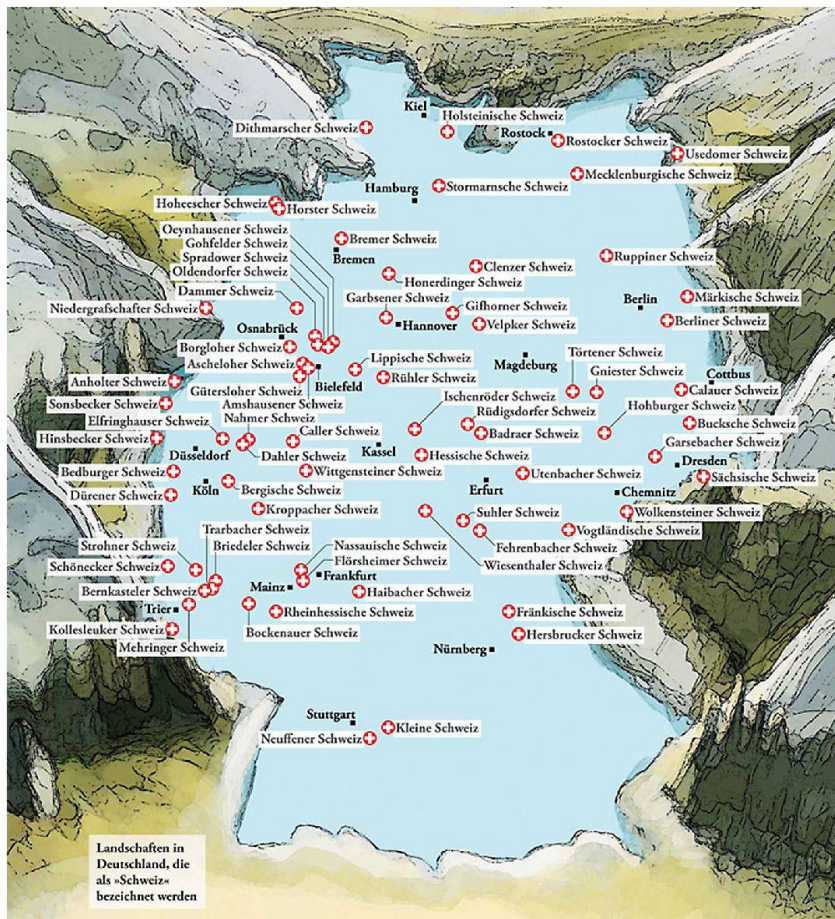 Kiel
Holsteinische Schweiz
Dithmarscher Schweiz
Rostock
Rostocker Schweiz
Usedomer Schweiz
Mecklenburgische Schweiz
Hamburg
Stormarnsche Schweiz
Hoheescher Schweiz
Horster Schweiz
Oeynhausener Schweiz
Gohfelder Schweiz
Spradower Schweiz
Oldendorfer Schweiz
Bremer Schweiz
Bremen
Ruppiner Schweiz
Clenzer Schweiz
Honerdinger Schweiz
Dammer Schweiz
Garbsener Schweiz
Gifhorner Schweiz
Berlin
Märkische Schweiz
Niedergrafschafter Schweiz
Hannover
Velpker Schweiz
Berliner Schweiz
Osnabrück
Borgloher Schweiz
Ascheloher Schweiz
Bielefeld
Lippische Schweiz
Magdeburg
Törtener Schweiz
Gniester Schweiz
Cottbus
Anholter Schweiz
Gütersloher Schweiz
Rühler Schweiz
Calauer Schweiz
Sonsbecker Schweiz
Amshausener Schweiz
Ischenröder Schweiz
Rüdigsdorfer Schweiz
Hohburger Schweiz
Elfringhauser Schweiz
Nahmer Schweiz
Caller Schweiz
Badraer Schweiz
Bucksche Schweiz
Hinsbecker Schweiz
Düsseldorf
Dahler Schweiz
Kassel
Hessische Schweiz
Garsebacher Schweiz
Dresden
Bedburger Schweiz
Wittgensteiner Schweiz
Utenbacher Schweiz
Sächsische Schweiz
Köln
Bergische Schweiz
Erfurt
Chemnitz
Dürener Schweiz
Kroppacher Schweiz
Suhler Schweiz
Wolkensteiner Schweiz
Vogtländische Schweiz
Fehrenbacher Schweiz
Wiesenthaler Schweiz
Trarbacher Schweiz
Briedeler Schweiz
Nassauische Schweiz
Flörsheimer Schweiz
Strohner Schweiz
Schönecker Schweiz
Frankfurt
Mainz
Haibacher Schweiz
Bernkasteler Schweiz
Trier
Rheinhessische Schweiz
Fränkische Schweiz
Kollesleuker Schweiz
Bockenauer Schweiz
Hersbrucker Schweiz
Mehringer Schweiz
Nürnberg
Stuttgart
Kleine Schweiz
Neuffener Schweiz
Landschaften in
Deutschland, die
als »Schweiz«
bezeichnet werden